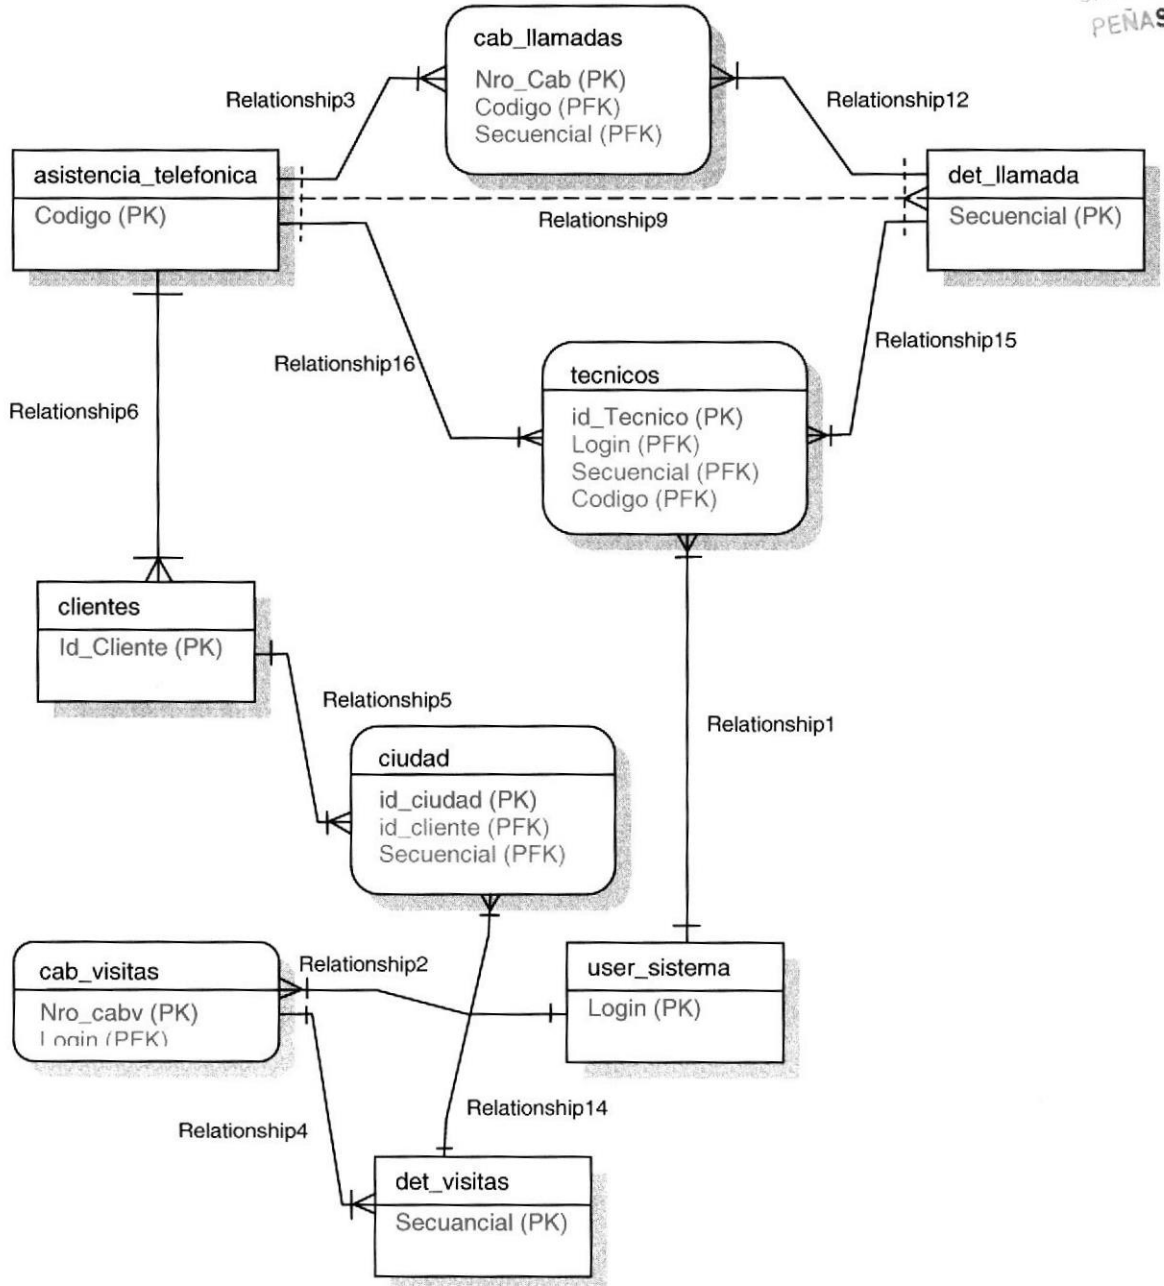 PEÑAS
cab_llamadas
Nro_Cab (PK)
Codigo (PFK)
Secuencial (PFK)
Relationship3
Relationship12
asistencia_telefonica
Codigo (PK)
det_llamada
Secuencial (PK)
Relationship9
Relationship16
Relationship15
tecnicos
id_Tecnico (PK)
Login (PFK)
Secuencial (PFK)
Codigo (PFK)
Relationship6
clientes
Id_Cliente (PK)
Relationship5
Relationship1
ciudad
id_ciudad (PK)
id_cliente (PFK)
Secuencial (PFK)
cab_visitas
Nro_cabv (PK)
Login (PFK)
Relationship2
user_sistema
Login (PK)
Relationship4
Relationship14
det_visitas
Secuancial (PK)